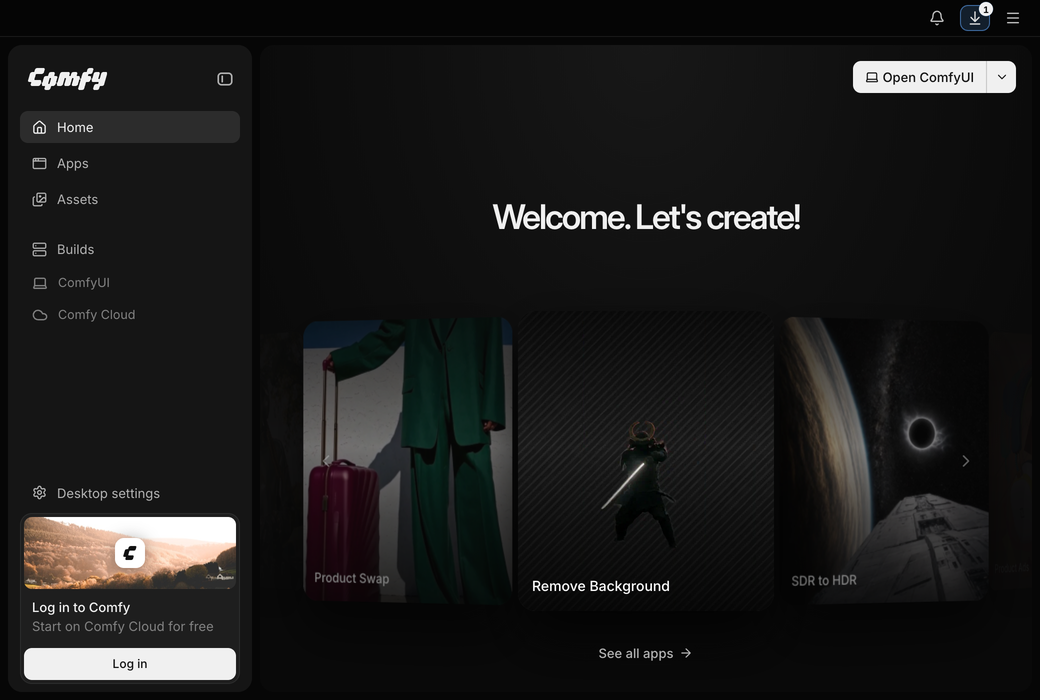 1
Comfy
Open ComfyUI
Home
Apps
Assets
Builds
ComfyUI
Comfy Cloud
Welcome. Let's create!
Product Swap
Remove Background
SDR to HDR
See all apps
Desktop settings
Log in to Comfy
Start on Comfy Cloud for free
Log in